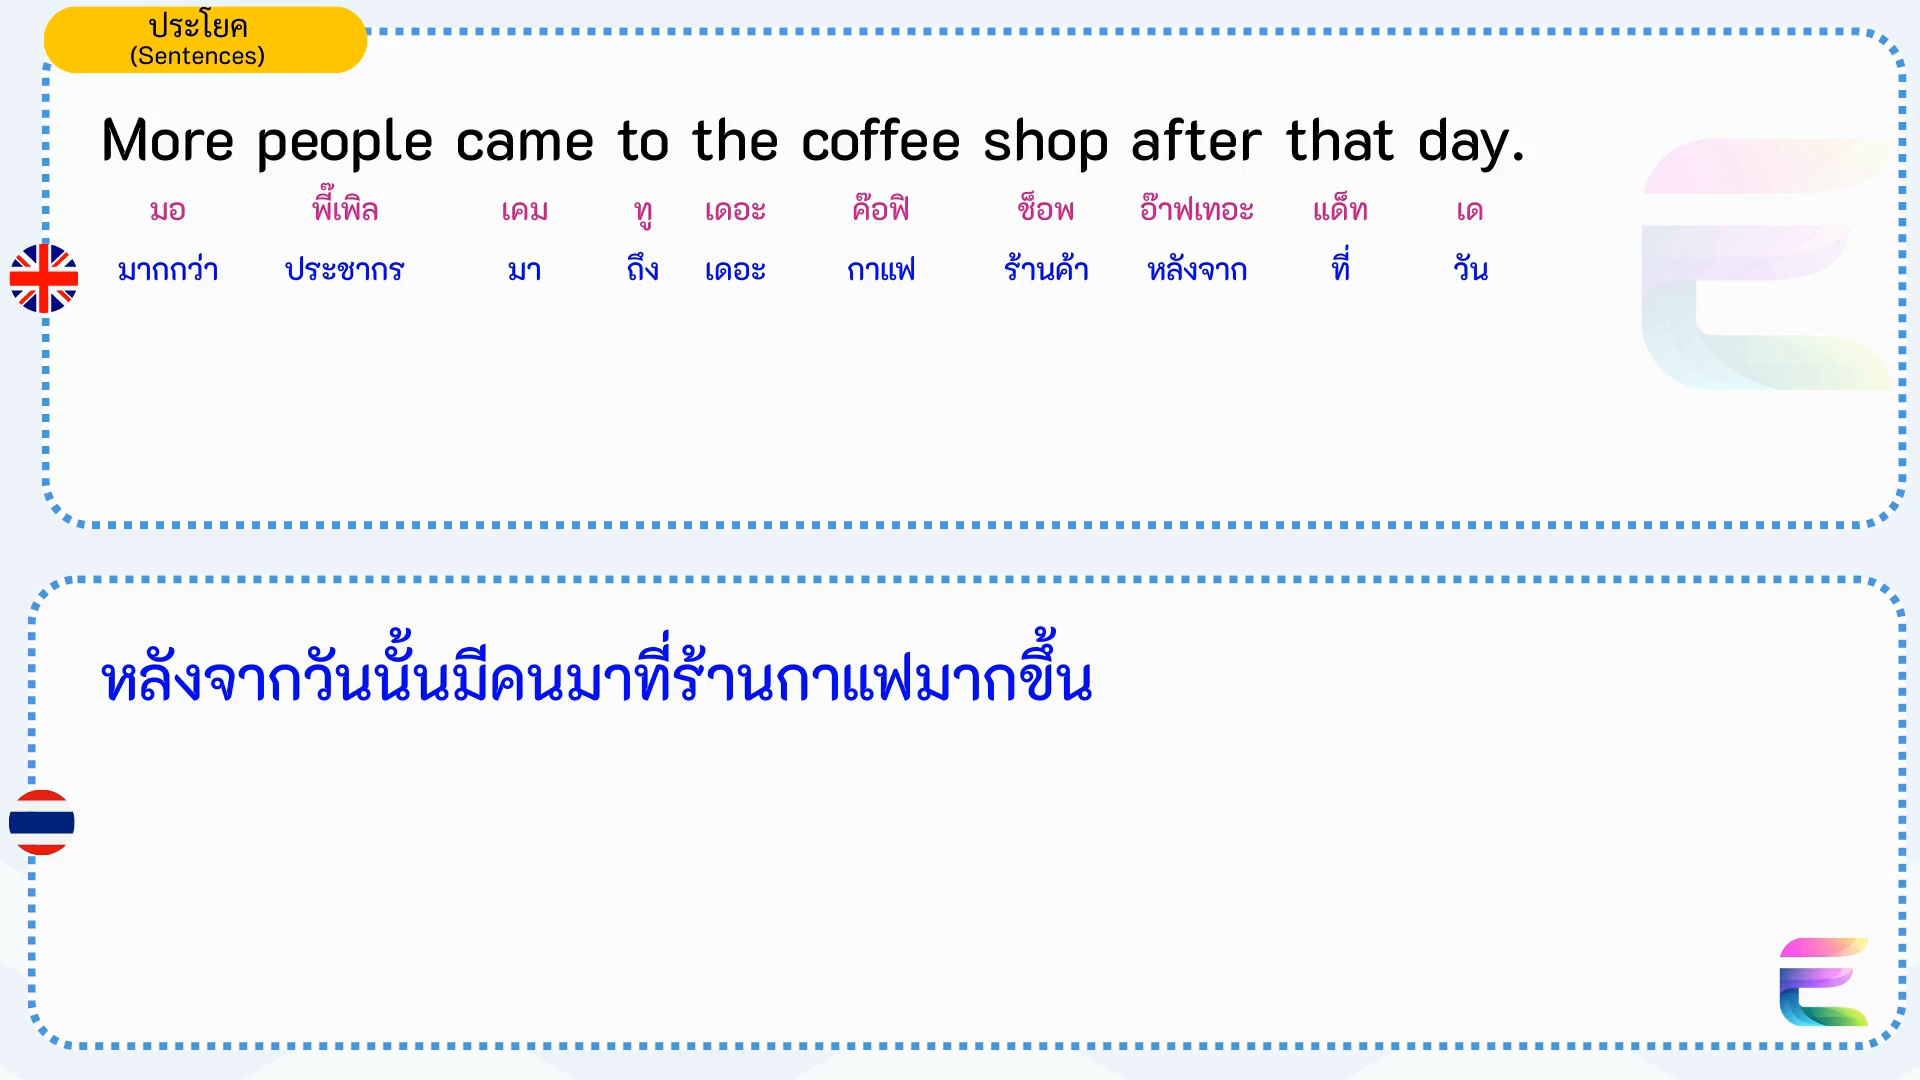 ประโยค
(Sentences)
More people came to the coffee shop after that day.
มอ พี๊เพิล เคม ทู เดอะ ค๊อฟิ ช็อพ อ๊าฟเทอะ แด็ท เด
มากกว่า ประชากร มา ถึง เดอะ กาแฟ ร้านค้า หลังจาก ที่ วัน
หลังจากวันนั้นมีคนมาที่ร้านกาแฟมากขึ้น